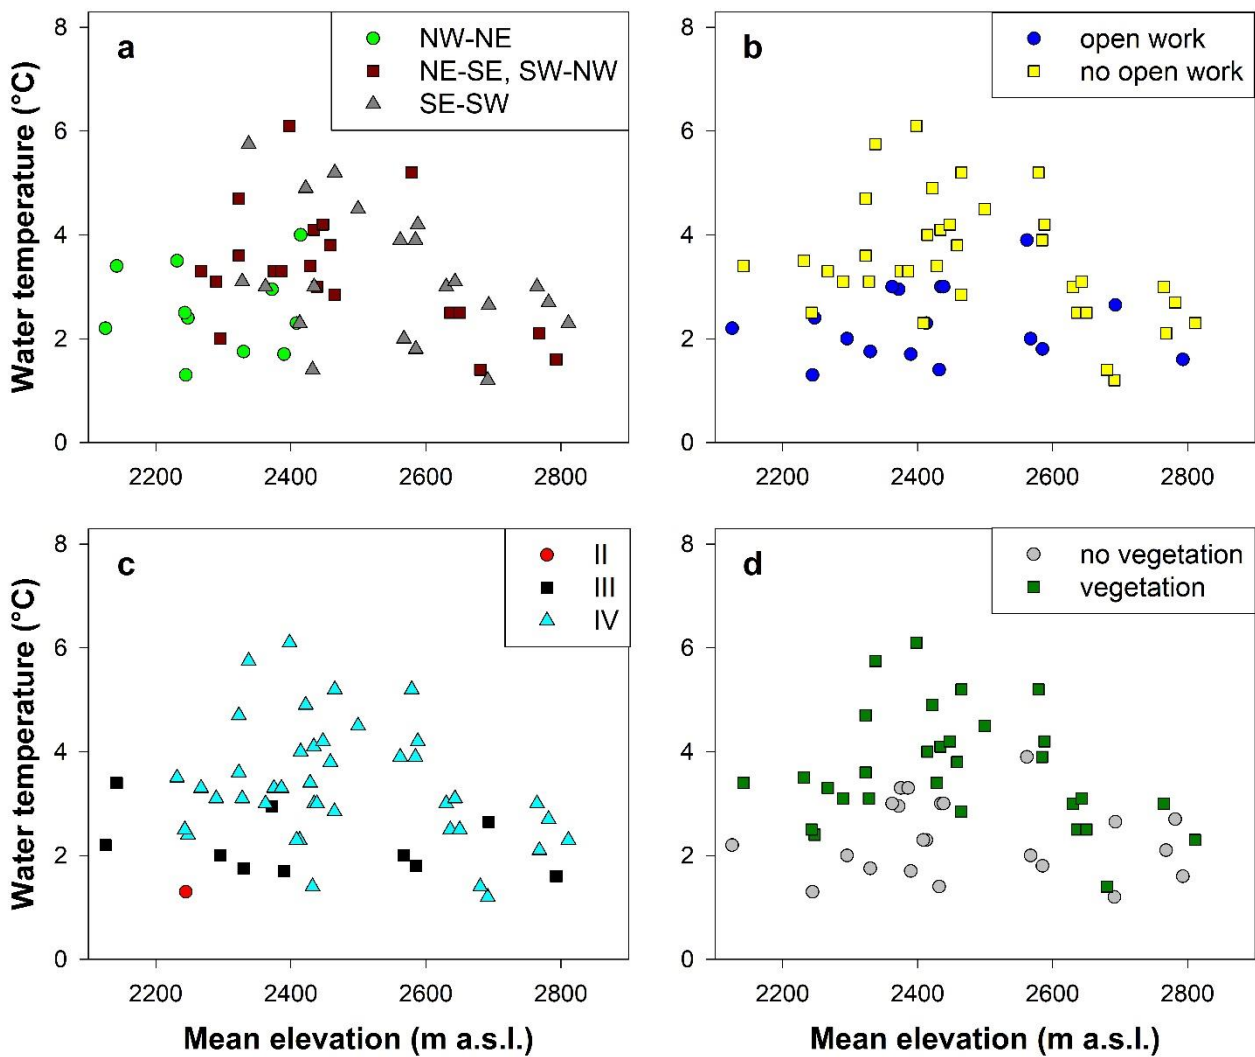 a
NW-NE
NE-SE, SW-NW
SE-SW
Water temperature (°C)
8
6
4
2
0
2200 2400 2600 2800
b
open work
no open work
8
6
4
2
0
2200 2400 2600 2800
c
II
III
IV
Water temperature (°C)
8
6
4
2
0
2200 2400 2600 2800
Mean elevation (m a.s.l.)
d
no vegetation
vegetation
8
6
4
2
0
2200 2400 2600 2800
Mean elevation (m a.s.l.)